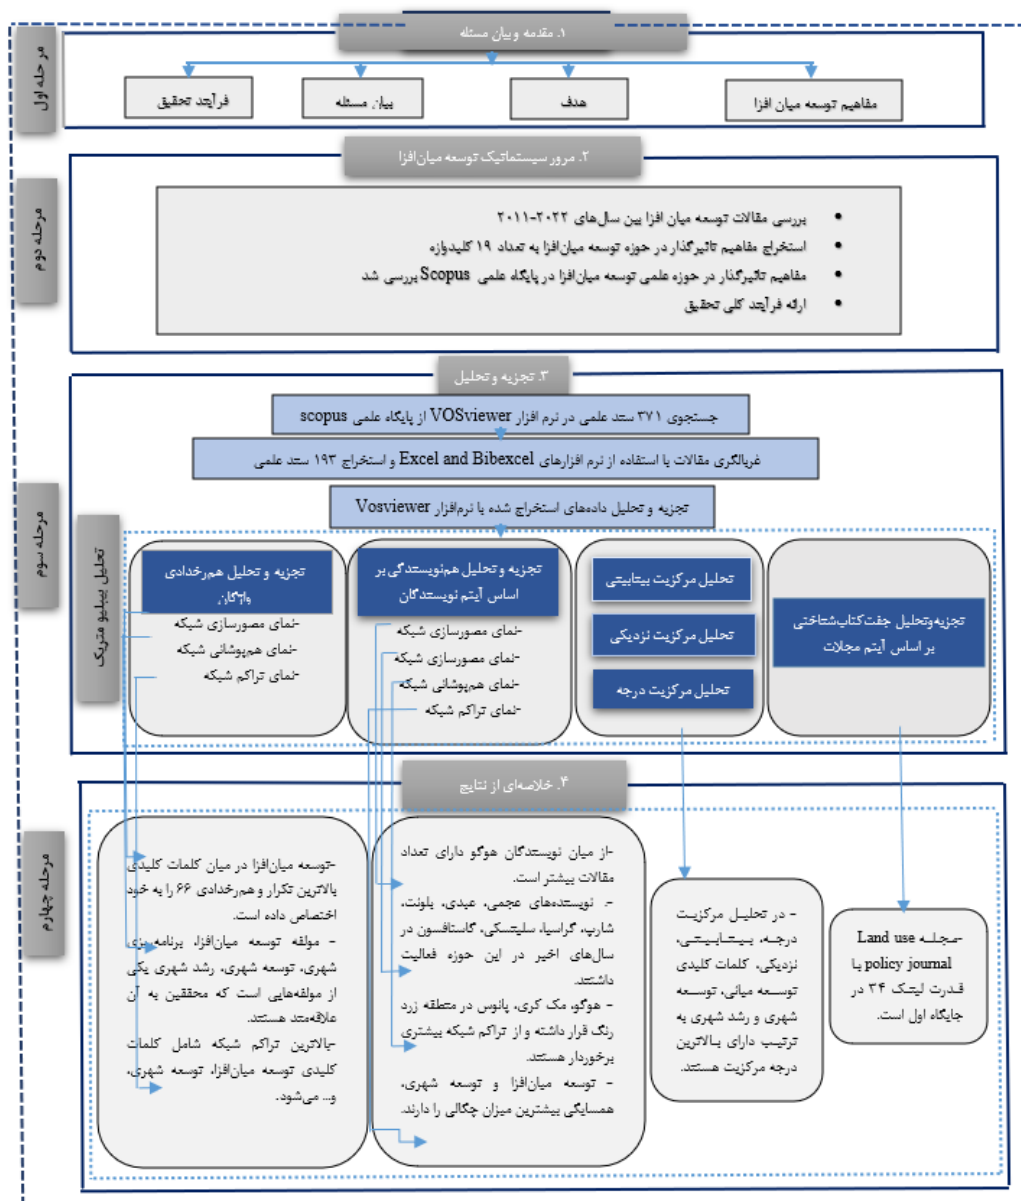 ۱. مقدمه و بیان مسئله
مرحله اول
مفاهیم توسعه میان افزا
هدف
بیان مسئله
فرآیند تحقیق
۲. مرور سیستماتیک توسعه میان‌افزا
مرحله دوم
• بررسی مقالات توسعه میان افزا بین سال‌های ۲۰۲۲-۲۰۱۱
• استخراج مفاهیم تاثیرگذار در حوزه توسعه میان‌افزا به تعداد ۱۹ کلیدوازه
• مفاهیم تاثیرگذار در حوزه علمی توسعه میان‌افزا در پایگاه علمی Scopus بررسی شد
• ارائه فرآیند کلی تحقیق
۳. تجزیه و تحلیل
مرحله سوم
جستجوی ۳۷۱ سند علمی در نرم افزار VOSviewer از پایگاه علمی scopus
غربالگری مقالات با استفاده از نرم افزارهای Excel and Bibexcel و استخراج ۱۹۳ سند علمی
تجزیه و تحلیل داده‌های استخراج شده با نرم‌افزار Vosviewer
تحلیل بیبلیو متریک
تجزیه‌وتحلیل جفت‌کتاب‌شناختی
بر اساس آیتم مجلات
تحلیل مرکزیت بیتابیتی
تحلیل مرکزیت نزدیکی
تحلیل مرکزیت درجه
تجزیه و تحلیل هم‌نویسندگی بر
اساس آیتم نویسندگان
-نمای مصورسازی شبکه
-نمای مصورسازی شبکه
-نمای هم‌پوشانی شبکه
-نمای تراکم شبکه
تجزیه و تحلیل هم‌رخدادی
واژگان
-نمای مصورسازی شبکه
-نمای هم‌پوشانی شبکه
-نمای تراکم شبکه
۴. خلاصه‌ای از نتایج
مرحله چهارم
-مجله Land use
policy journal با
قدرت لینک ۳۴ در
جایگاه اول است.
- در تحلیل مرکزیت
درجه، بیتابیتی،
نزدیکی، کلمات کلیدی
توسعه میانی، توسعه
شهری و رشد شهری به
ترتیب دارای بالاترین
درجه مرکزیت هستند.
-از میان نویسندگان هوگو دارای تعداد
مقالات بیشتر است.
-. نویسنده‌های عجمی، عبدی، بلونت،
شارپ، گراسیا، سلیتسکی، گاستافسون در
سال‌های اخیر در این حوزه فعالیت
داشتند.
- هوگو، مک کری، پانوس در منطقه زرد
رنگ قرار داشته و از تراکم شبکه بیشتری
برخوردار هستند.
- توسعه میان‌افزا و توسعه شهری،
همسایگی بیشترین میزان چگالی را دارند.
-توسعه میان‌افزا در میان کلمات کلیدی
بالاترین تکرار و هم‌رخدادی ۶۶ را به خود
اختصاص داده است.
- مولفه توسعه میان‌افزا، برنامه‌ریزی
شهری، توسعه شهری، رشد شهری یکی
از مولفه‌هایی است که محققین به آن
علاقه‌مند هستند.
-بالاترین تراکم شبکه شامل کلمات
کلیدی توسعه میان‌افزا، توسعه شهری،
و... می‌شود.